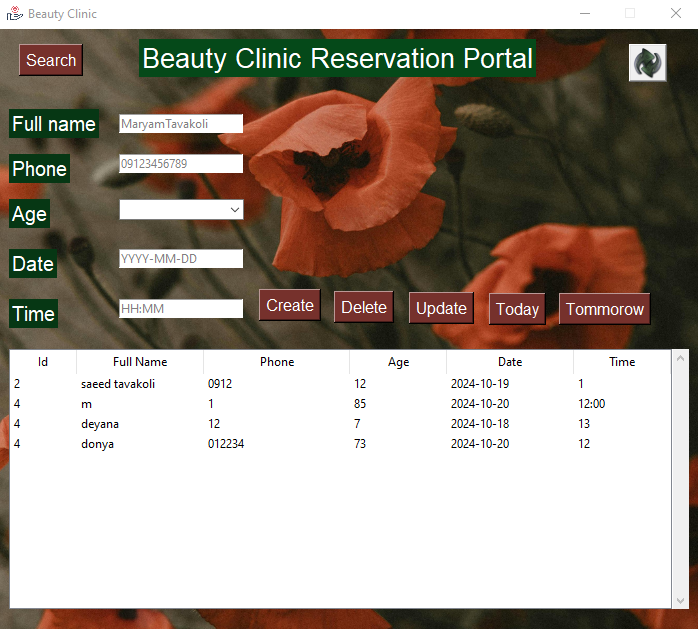 Beauty Clinic
Search
Beauty Clinic Reservation Portal
Full name
MaryamTavakoli
Phone
09123456789
Age
Date
YYYY-MM-DD
Time
HH:MM
Create Delete Update Today Tommorow
Id Full Name Phone Age Date Time
2 saeed tavakoli 0912 12 2024-10-19 1
4 m 1 85 2024-10-20 12:00
4 deyana 12 7 2024-10-18 13
4 donya 012234 73 2024-10-20 12